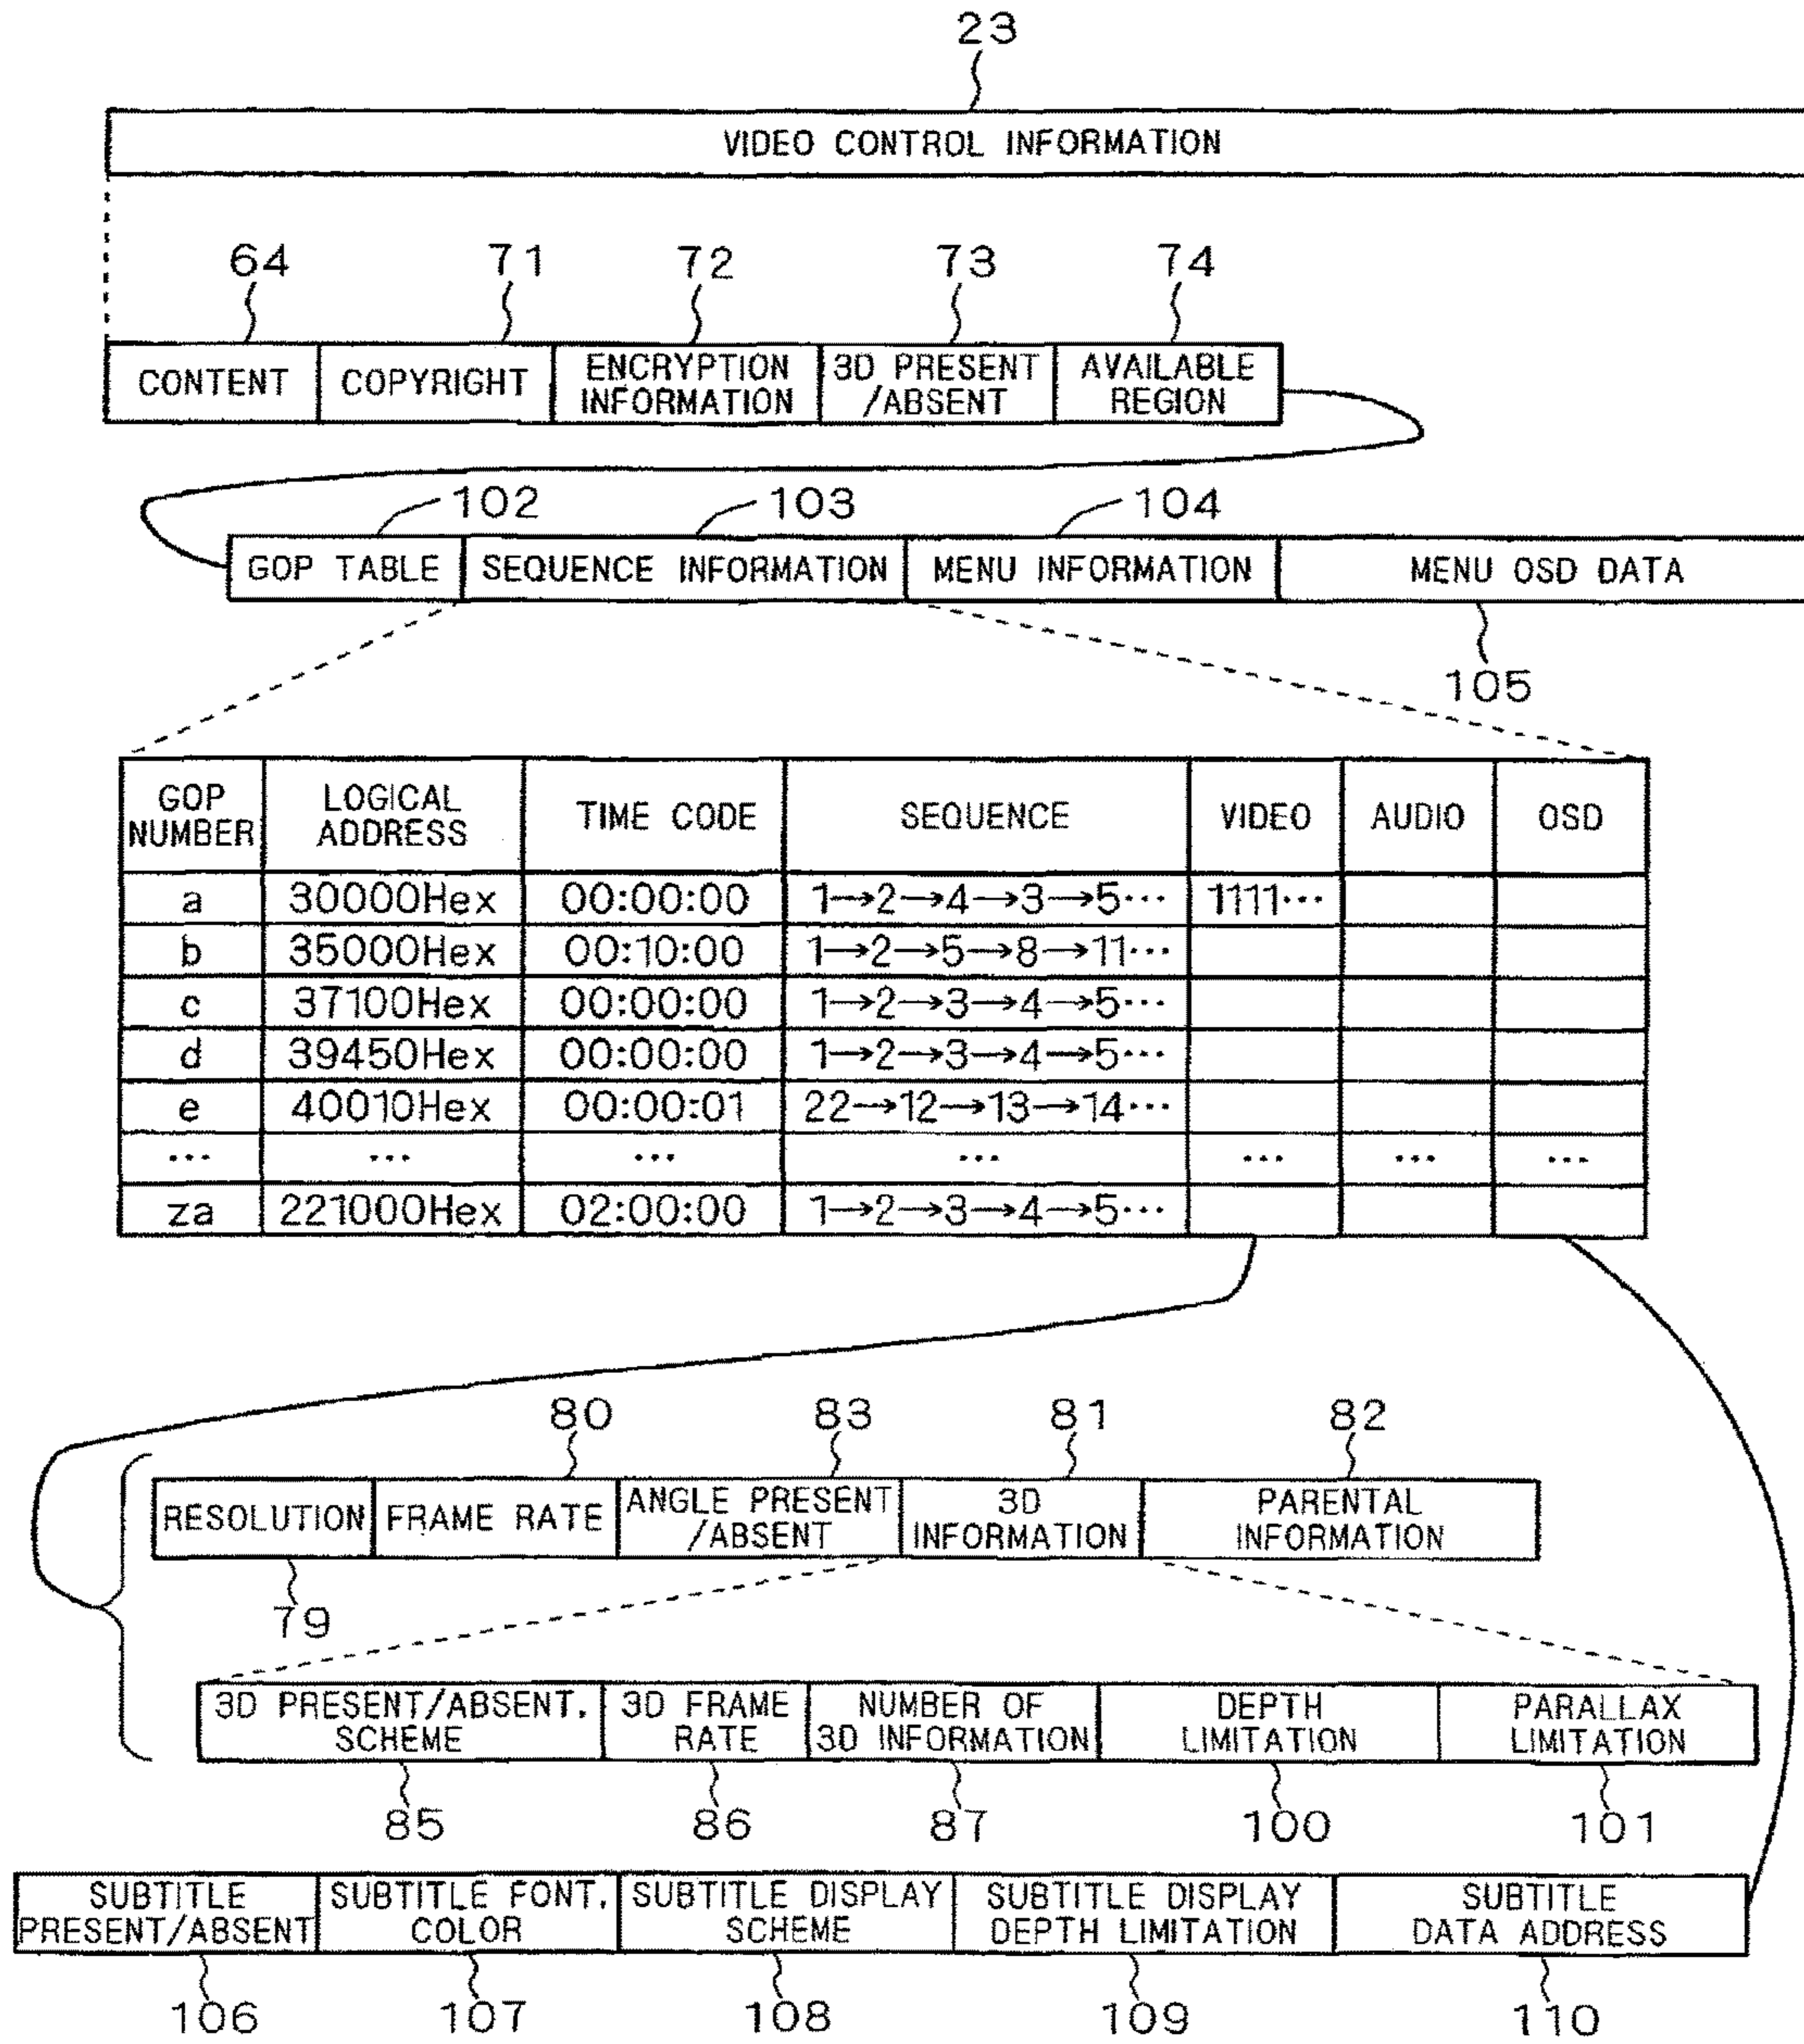 23
VIDEO CONTROL INFORMATION
64 71 72 73 74
CONTENT COPYRIGHT ENCRYPTION INFORMATION 3D PRESENT /ABSENT AVAILABLE REGION
102 103 104
GOP TABLE SEQUENCE INFORMATION MENU INFORMATION MENU OSD DATA
105
GOP NUMBER LOGICAL ADDRESS TIME CODE SEQUENCE VIDEO AUDIO OSD
a 30000Hex 00:00:00 1→2→4→3→5··· 1111···
b 35000Hex 00:10:00 1→2→5→8→11···
c 37100Hex 00:00:00 1→2→3→4→5···
d 39450Hex 00:00:00 1→2→3→4→5···
e 40010Hex 00:00:01 22→12→13→14···
··· ··· ··· ··· ··· ··· ···
za 221000Hex 02:00:00 1→2→3→4→5···
80 83 81 82
RESOLUTION FRAME RATE ANGLE PRESENT /ABSENT 3D INFORMATION PARENTAL INFORMATION
79
3D PRESENT/ABSENT, SCHEME 3D FRAME RATE NUMBER OF 3D INFORMATION DEPTH LIMITATION PARALLAX LIMITATION
85 86 87 100 101
SUBTITLE PRESENT/ABSENT SUBTITLE FONT, COLOR SUBTITLE DISPLAY SCHEME SUBTITLE DISPLAY DEPTH LIMITATION SUBTITLE DATA ADDRESS
106 107 108 109 110